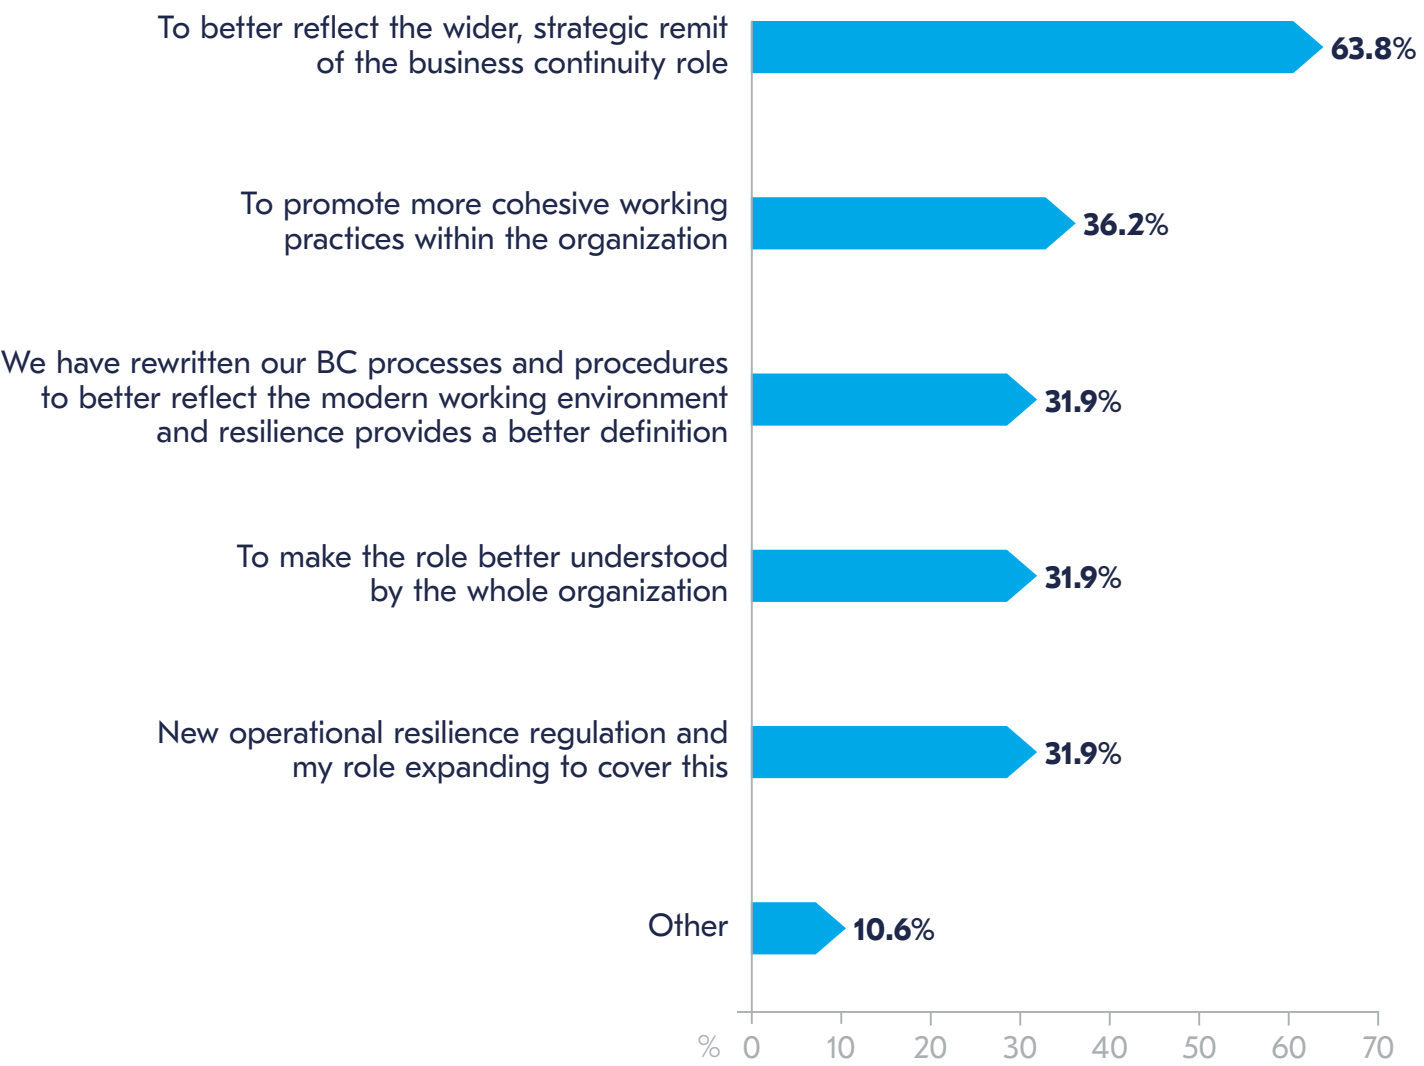 To better reflect the wider, strategic remit
of the business continuity role
63.8%
To promote more cohesive working
practices within the organization
36.2%
We have rewritten our BC processes and procedures
to better reflect the modern working environment
and resilience provides a better definition
31.9%
To make the role better understood
by the whole organization
31.9%
New operational resilience regulation and
my role expanding to cover this
31.9%
Other
10.6%
% 0 10 20 30 40 50 60 70